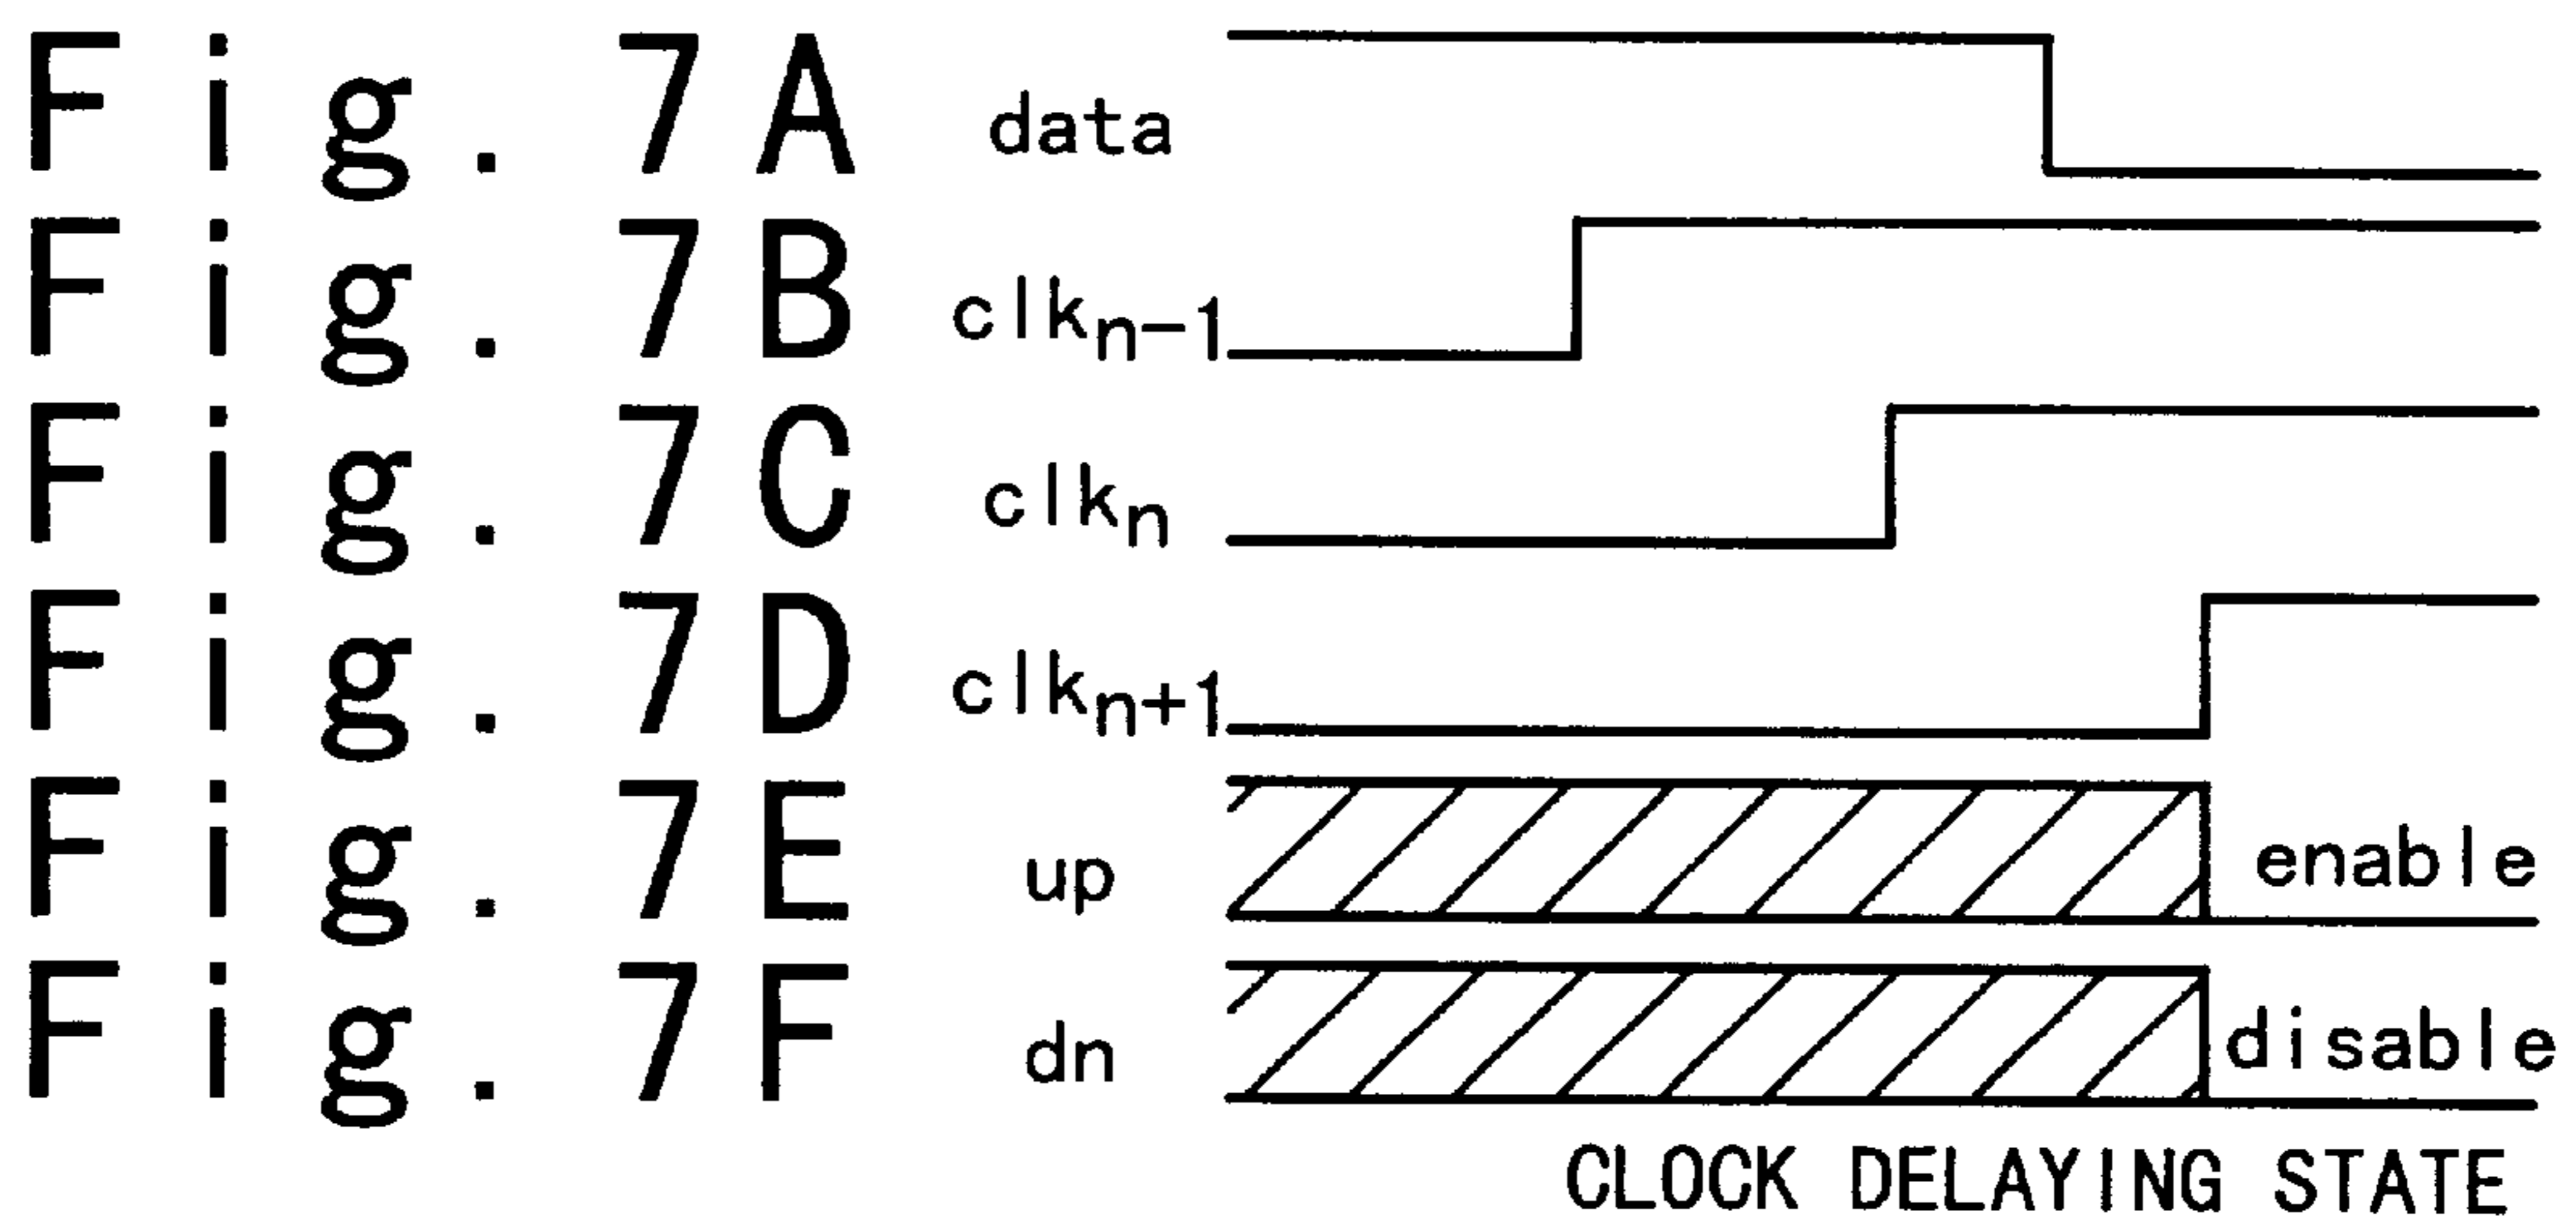 Fig. 7A data
Fig. 7B clkn-1
Fig. 7C clkn
Fig. 7D clkn+1
Fig. 7E up enable
Fig. 7F dn disable
CLOCK DELAYING STATE